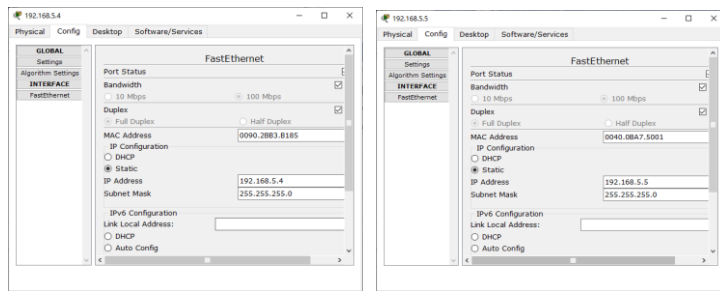 192.168.5.4
Physical Config Desktop Software/Services
GLOBAL
Settings
Algorithm Settings
INTERFACE
FastEthernet
FastEthernet
Port Status
Bandwidth
10 Mbps 100 Mbps
Duplex
Full Duplex Half Duplex
MAC Address 0090.2BB3.B185
IP Configuration
DHCP
Static
IP Address 192.168.5.4
Subnet Mask 255.255.255.0
IPv6 Configuration
Link Local Address:
DHCP
Auto Config
192.168.5.5
Physical Config Desktop Software/Services
GLOBAL
Settings
Algorithm Settings
INTERFACE
FastEthernet
FastEthernet
Port Status
Bandwidth
10 Mbps 100 Mbps
Duplex
Full Duplex Half Duplex
MAC Address 0040.0BA7.5001
IP Configuration
DHCP
Static
IP Address 192.168.5.5
Subnet Mask 255.255.255.0
IPv6 Configuration
Link Local Address:
DHCP
Auto Config